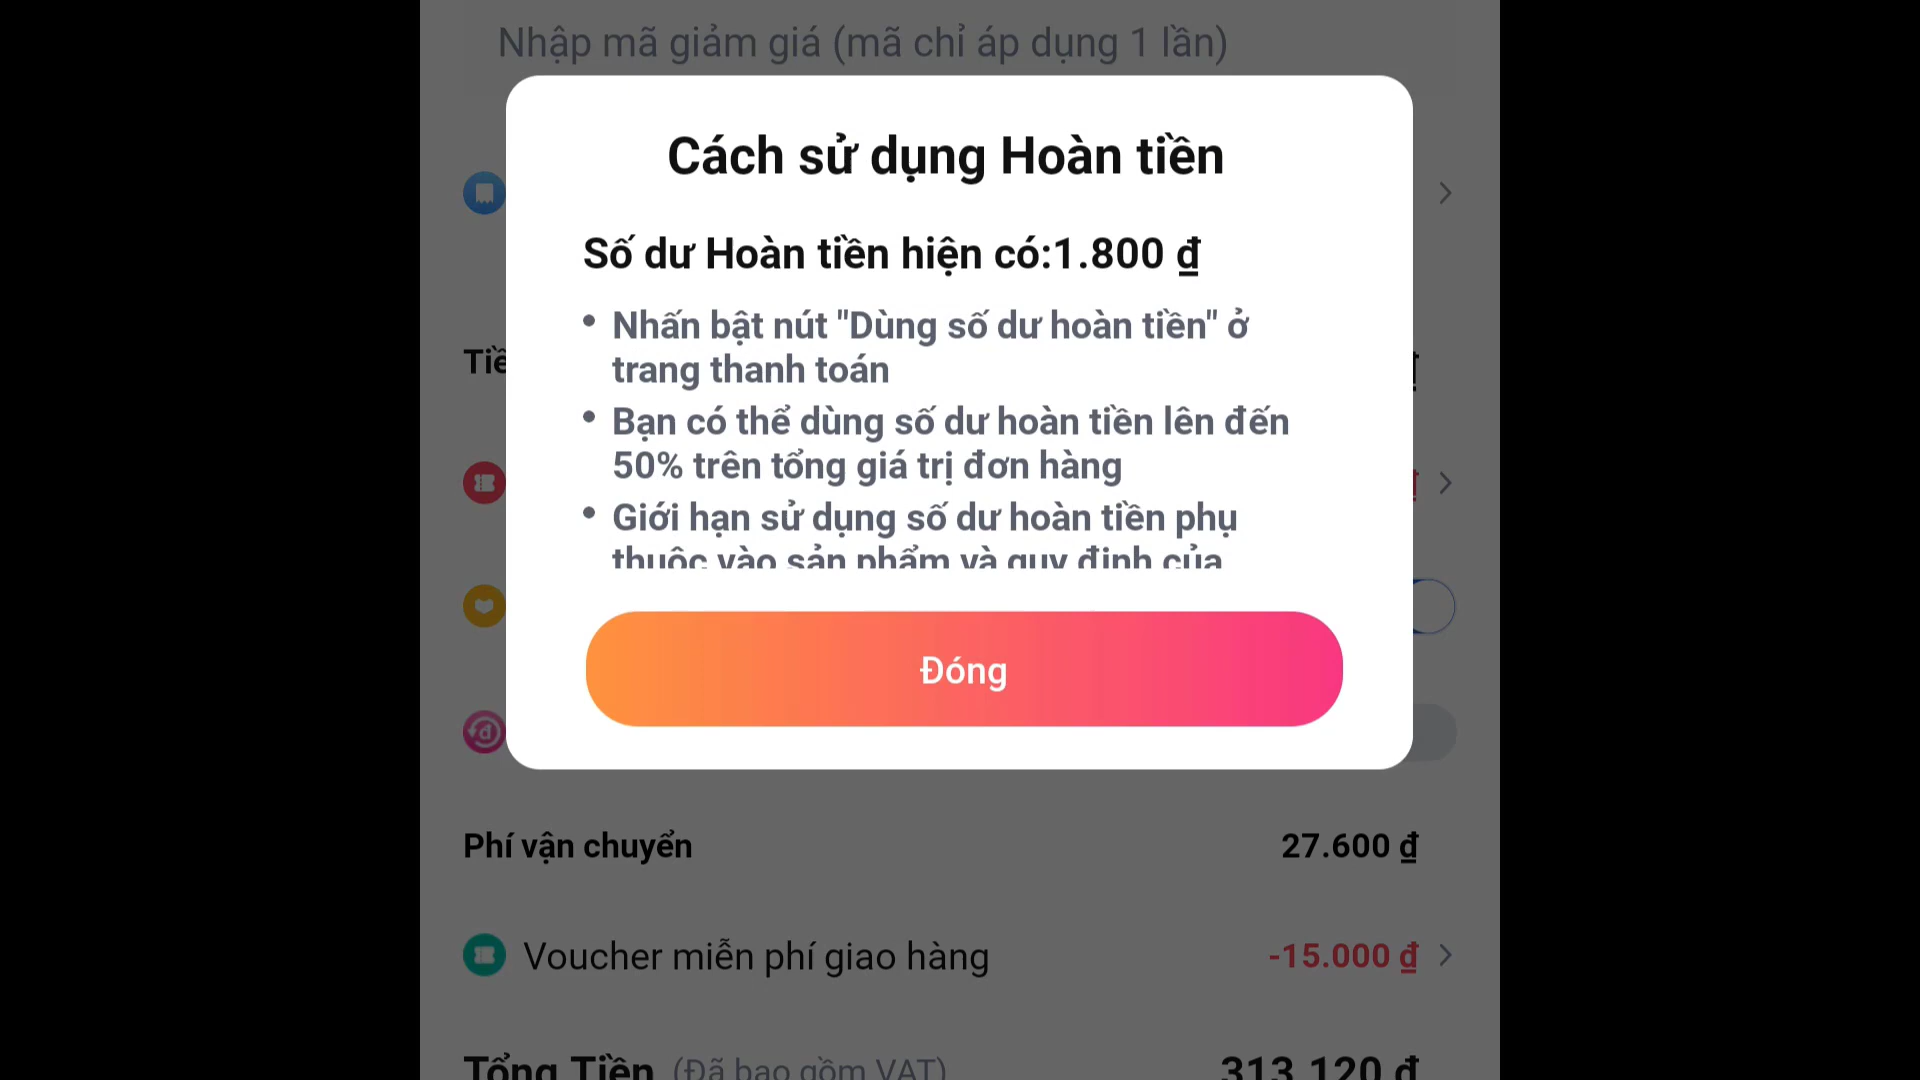 Nhập mã giảm giá (mã chỉ áp dụng 1 lần)
Cách sử dụng Hoàn tiền
Số dư Hoàn tiền hiện có:1.800 ₫
• Nhấn bật nút "Dùng số dư hoàn tiền" ở
trang thanh toán
• Bạn có thể dùng số dư hoàn tiền lên đến
50% trên tổng giá trị đơn hàng
• Giới hạn sử dụng số dư hoàn tiền phụ
thuộc vào sản phẩm và quy định của
Đóng
Phí vận chuyển 27.600 ₫
Voucher miễn phí giao hàng -15.000 ₫
Tổng Tiền (Đã bao gồm VAT) 313.120 ₫